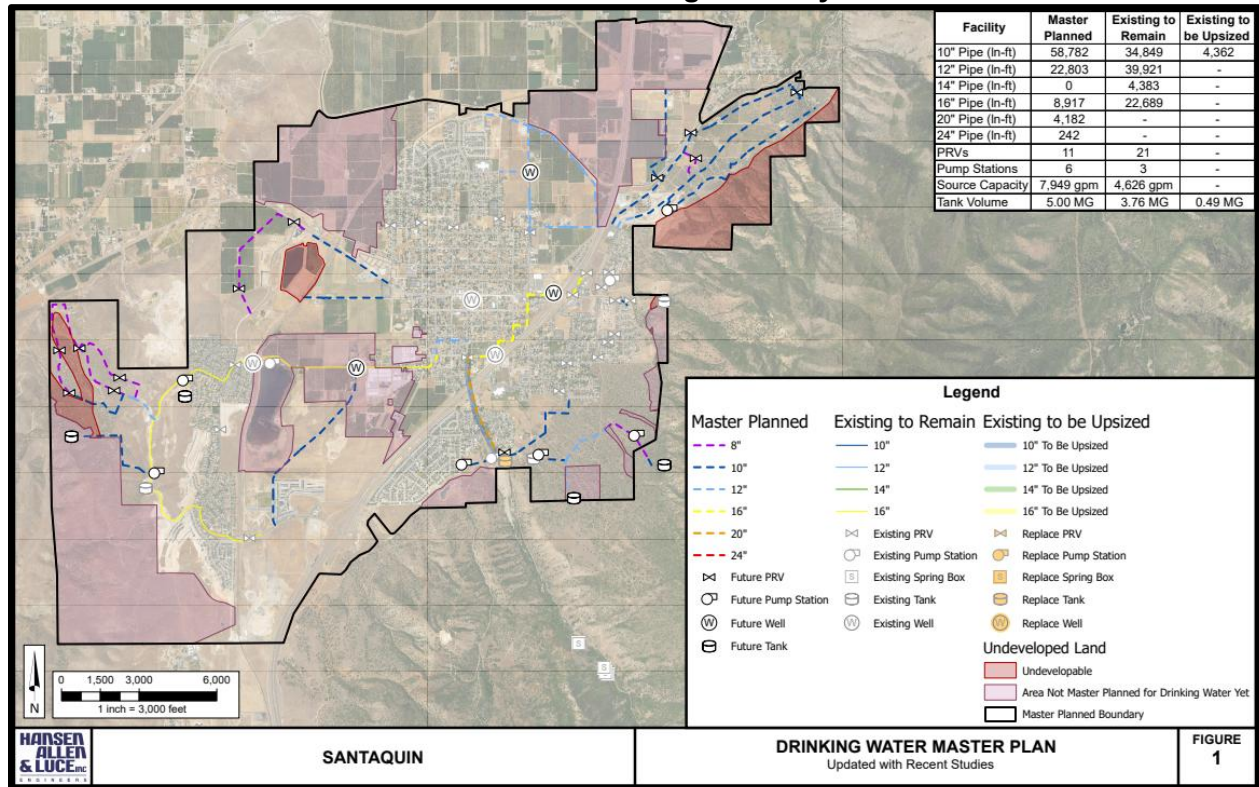 Facility Master Planned Existing to Remain Existing to be Upsized
10" Pipe (ln-ft) 58,782 34,849 4,362
12" Pipe (ln-ft) 22,803 39,921 -
14" Pipe (ln-ft) 0 4,383 -
16" Pipe (ln-ft) 8,917 22,689 -
20" Pipe (ln-ft) 4,182 - -
24" Pipe (ln-ft) 242 - -
PRVs 11 21 -
Pump Stations 6 3 -
Source Capacity 7,949 gpm 4,626 gpm -
Tank Volume 5.00 MG 3.76 MG 0.49 MG
W
W
W
W
W
W
S
S
S
Legend
Master Planned Existing to Remain Existing to be Upsized
8" 10" 10" To Be Upsized
10" 12" 12" To Be Upsized
12" 14" 14" To Be Upsized
16" 16" 16" To Be Upsized
20" Existing PRV Replace PRV
24" Existing Pump Station Replace Pump Station
Future PRV S Existing Spring Box S Replace Spring Box
Future Pump Station Existing Tank Replace Tank
W Future Well W Existing Well W Replace Well
Future Tank
Undeveloped Land
Undevelopable
Area Not Master Planned for Drinking Water Yet
Master Planned Boundary
N
0 1,500 3,000 6,000
1 inch = 3,000 feet
HANSEN
ALLEN
& LUCE INC
ENGINEERS
SANTAQUIN
DRINKING WATER MASTER PLAN
Updated with Recent Studies
FIGURE
1